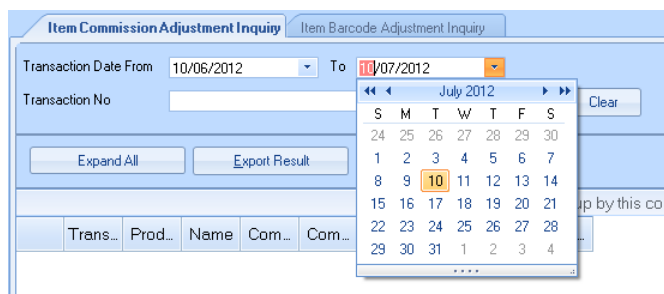 Item Commission Adjustment Inquiry Item Barcode Adjustment Inquiry
Transaction Date From 10/06/2012 To 10/07/2012
Transaction No
July 2012
Clear
S M T W T F S
24 25 26 27 28 29 30
1 2 3 4 5 6 7
Expand All Export Result
8 9 10 11 12 13 14
15 16 17 18 19 20 21
up by this co
Trans... Prod... Name Com... Com...
22 23 24 25 26 27 28
29 30 31 1 2 3 4